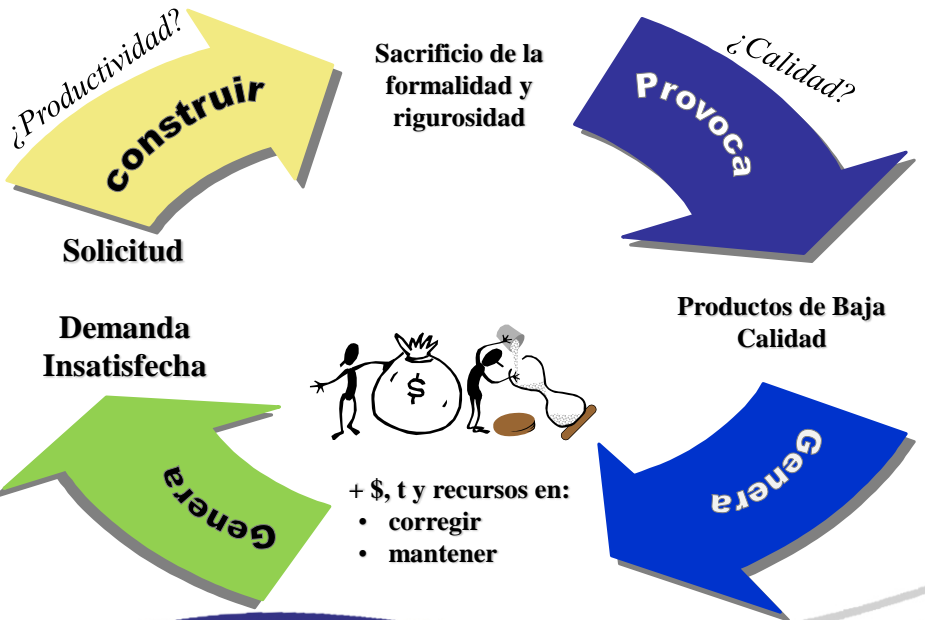 ¿Productividad?
construir
Sacrificio de la
formalidad y
rigurosidad
¿Calidad?
Provoca
Solicitud
Productos de Baja
Calidad
Demanda
Insatisfecha
$
Genera
Genera
+ $, t y recursos en:
• corregir
• mantener